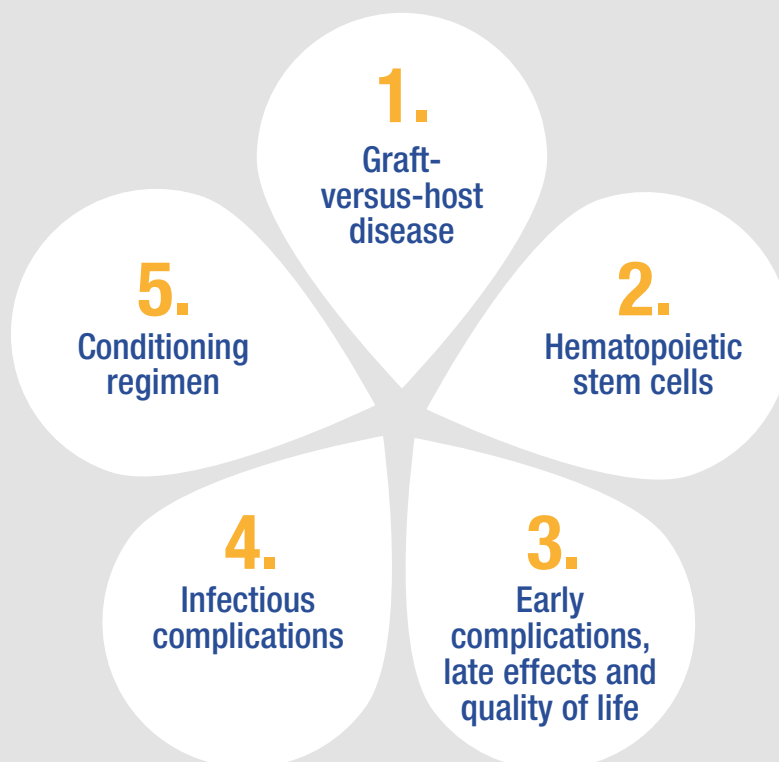 1.
Graft-
versus-host
disease
2.
Hematopoietic
stem cells
3.
Early
complications,
late effects and
quality of life
4.
Infectious
complications
5.
Conditioning
regimen